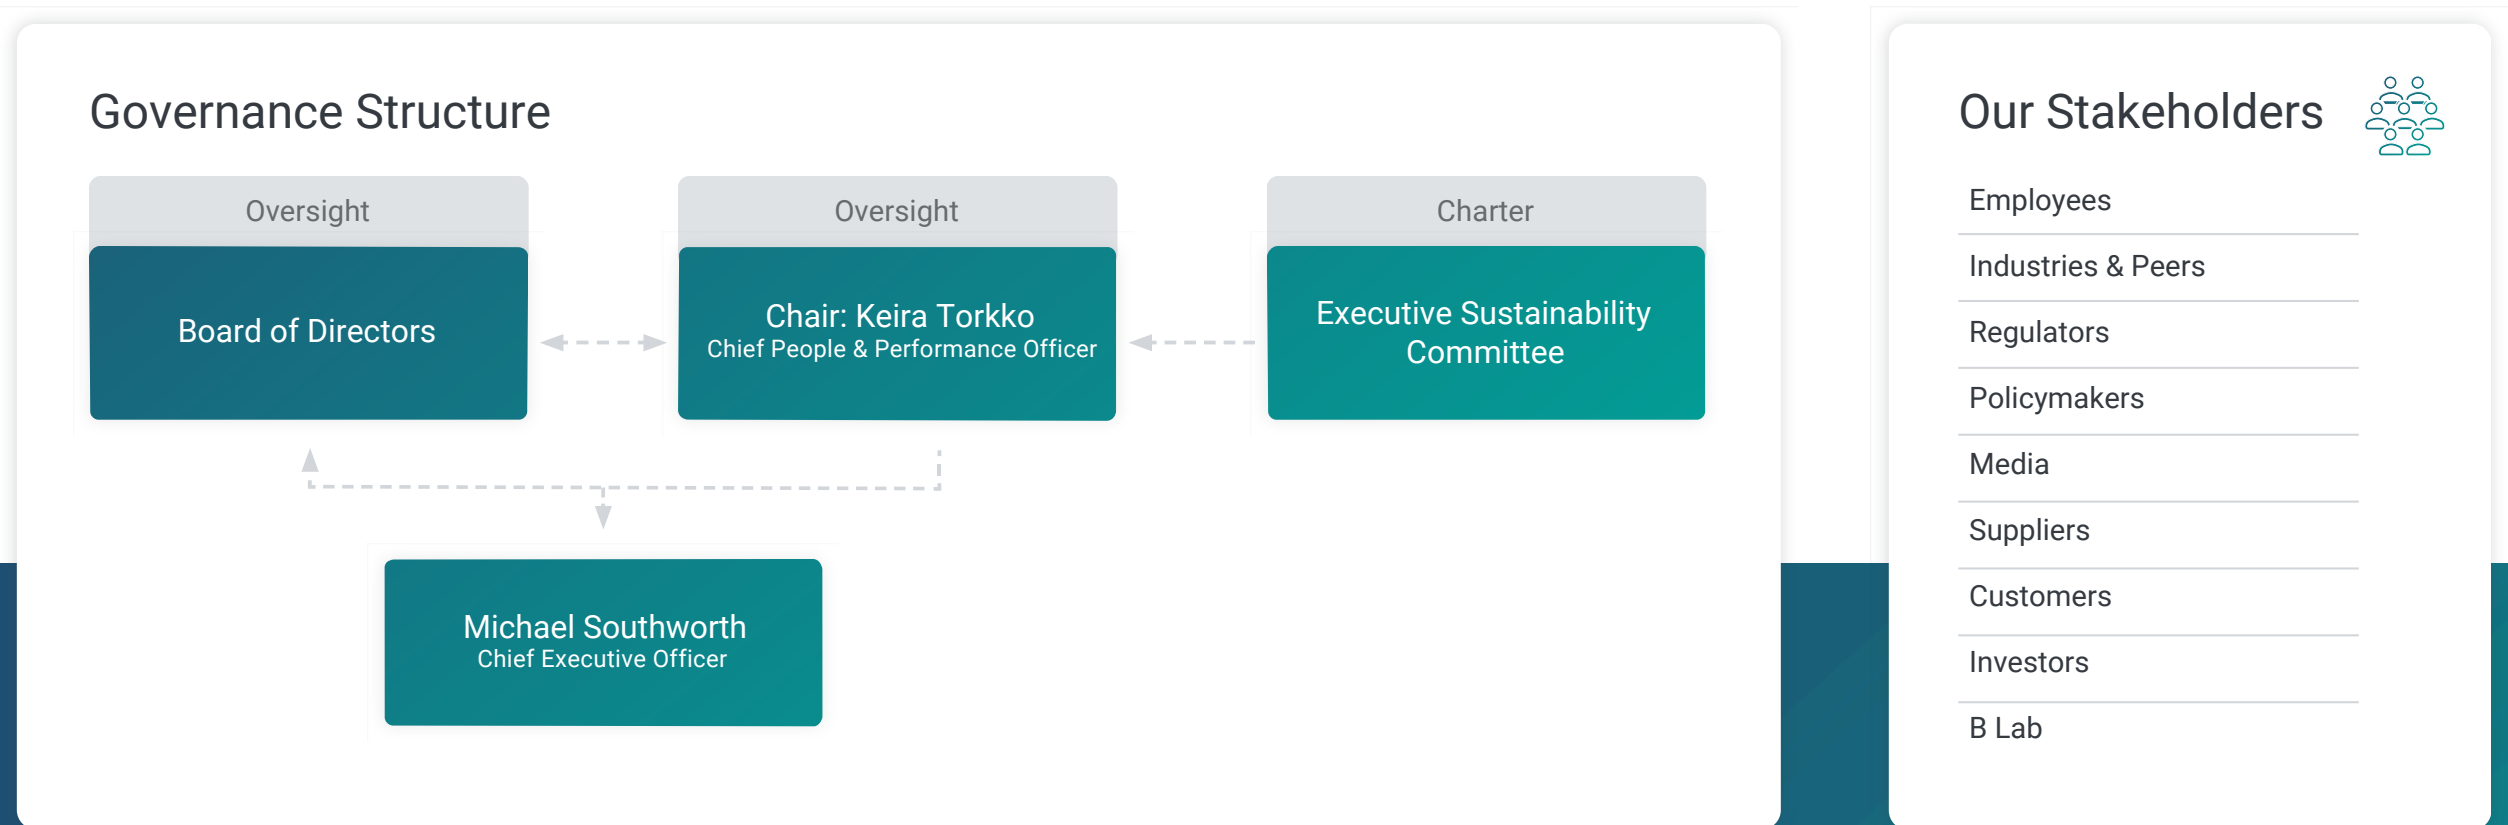 Governance Structure
Oversight
Board of Directors
Oversight
Chair: Keira Torkko
Chief People & Performance Officer
Charter
Executive Sustainability
Committee
Michael Southworth
Chief Executive Officer
Our Stakeholders
Employees
Industries & Peers
Regulators
Policymakers
Media
Suppliers
Customers
Investors
B Lab